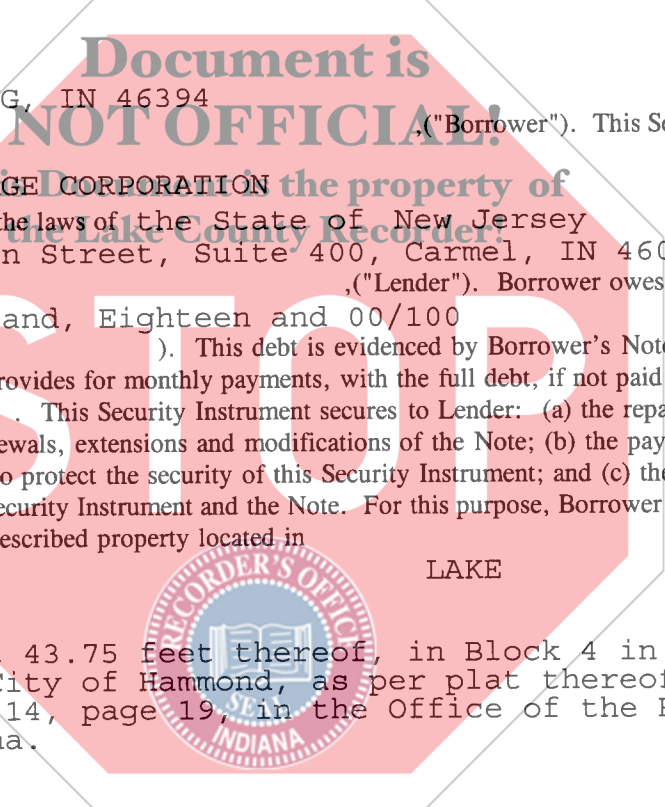 Document is
G, IN 46394
NOT OFFICIAL!
,("Borrower"). This Se
This Document is the property of
GE CORPORATION
the laws of the State of New Jersey
the Lake County Recorder!
n Street, Suite 400, Carmel, IN 460
,("Lender"). Borrower owes
and, Eighteen and 00/100
STOP
). This debt is evidenced by Borrower's Note
rovides for monthly payments, with the full debt, if not paid
. This Security Instrument secures to Lender: (a) the repa
ewals, extensions and modifications of the Note; (b) the pay
o protect the security of this Security Instrument; and (c) the
ecurity Instrument and the Note. For this purpose, Borrower
escribed property located in
LAKE
RECORDER'S OFFICE
43.75 feet thereof, in Block 4 in
City of Hammond, as per plat thereof
14, page 19, in the Office of the R
na.
SEAL
INDIANA